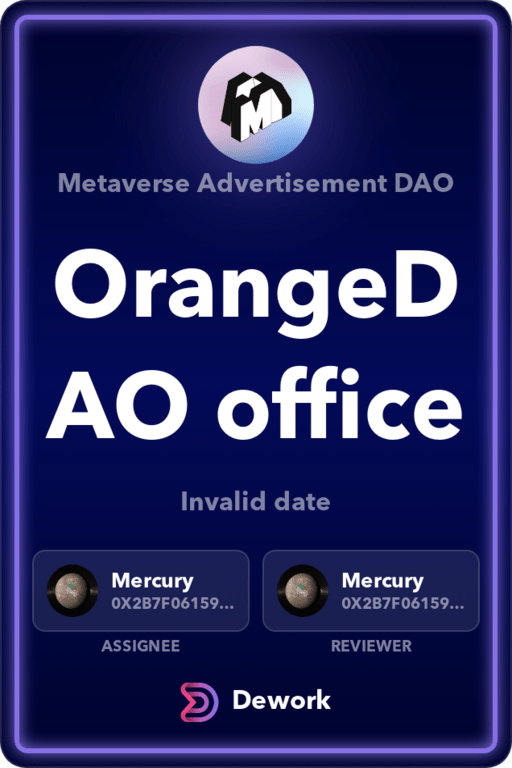 M
Metaverse Advertisement DAO
OrangeD
AO office
Invalid date
Mercury
0X2B7F06159...
ASSIGNEE
Mercury
0X2B7F06159...
REVIEWER
Dework